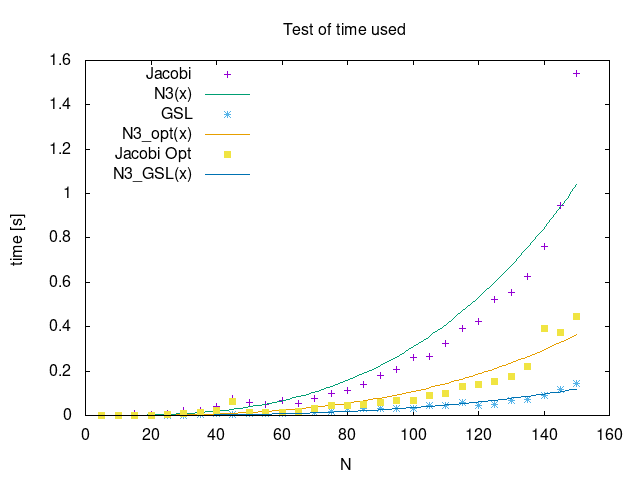 Test of time used
1.6
1.4
1.2
1
0.8
0.6
0.4
0.2
0
time [s]
Jacobi
N3(x)
GSL
N3_opt(x)
Jacobi Opt
N3_GSL(x)
0 20 40 60 80 100 120 140 160
N